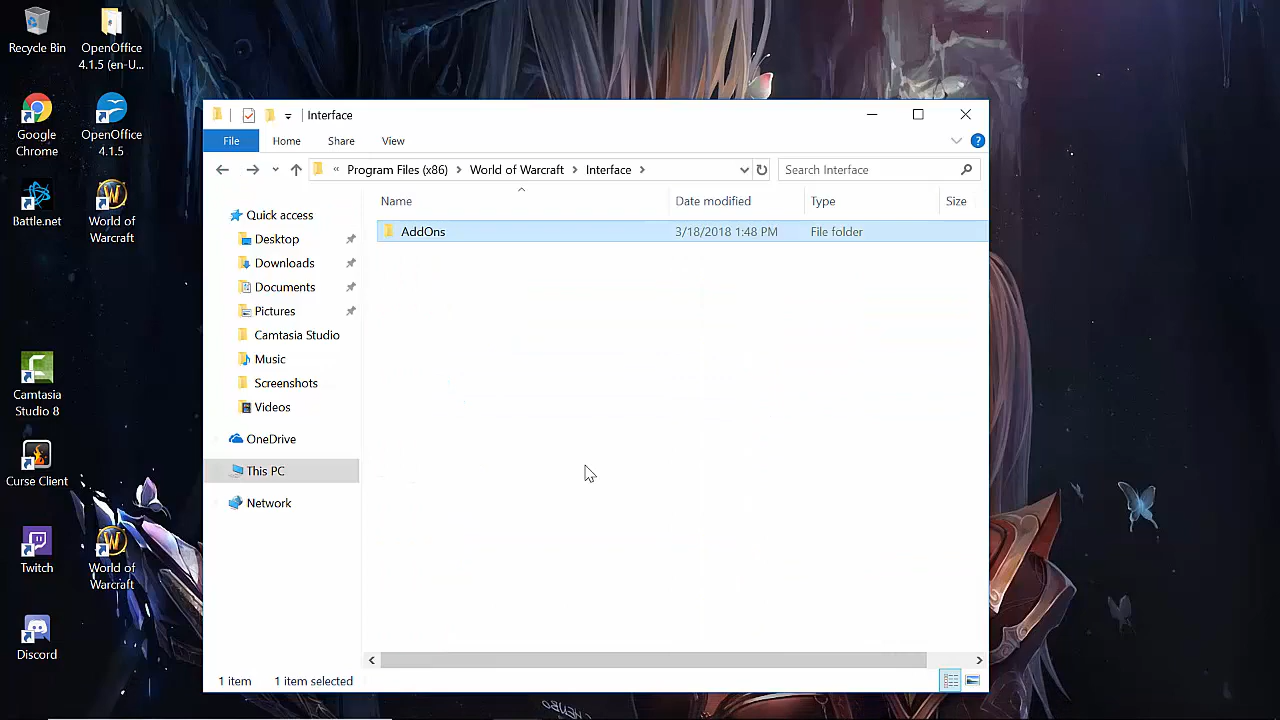 Recycle Bin
OpenOffice
4.1.5 (en-U...
Google
Chrome
OpenOffice
4.1.5
Battle.net
World of
Warcraft
Camtasia
Studio 8
Curse Client
Twitch
World of
Warcraft
Discord
Interface
File
Home
Share
View
« Program Files (x86) > World of Warcraft > Interface >
Search Interface
Name
Date modified
Type
Size
AddOns
3/18/2018 1:48 PM
File folder
Quick access
Desktop
Downloads
Documents
Pictures
Camtasia Studio
Music
Screenshots
Videos
OneDrive
This PC
Network
1 item
1 item selected